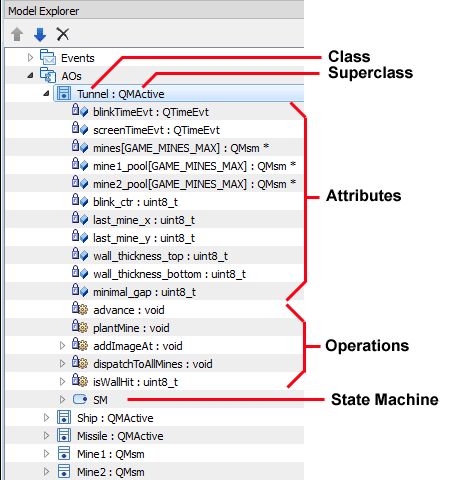 Model Explorer
Events
AOs
Class
Tunnel : QMActive
Superclass
blinkTimeEvt : QTimeEvt
screenTimeEvt : QTimeEvt
mines[GAME_MINES_MAX] : QMsm *
mine1_pool[GAME_MINES_MAX] : QMsm *
mine2_pool[GAME_MINES_MAX] : QMsm *
blink_ctr : uint8_t
Attributes
last_mine_x : uint8_t
last_mine_y : uint8_t
wall_thickness_top : uint8_t
wall_thickness_bottom : uint8_t
minimal_gap : uint8_t
advance : void
plantMine : void
addImageAt : void
Operations
dispatchToAllMines : void
isWallHit : uint8_t
SM
State Machine
Ship : QMActive
Missile : QMActive
Mine1 : QMsm
Mine2 : QMsm